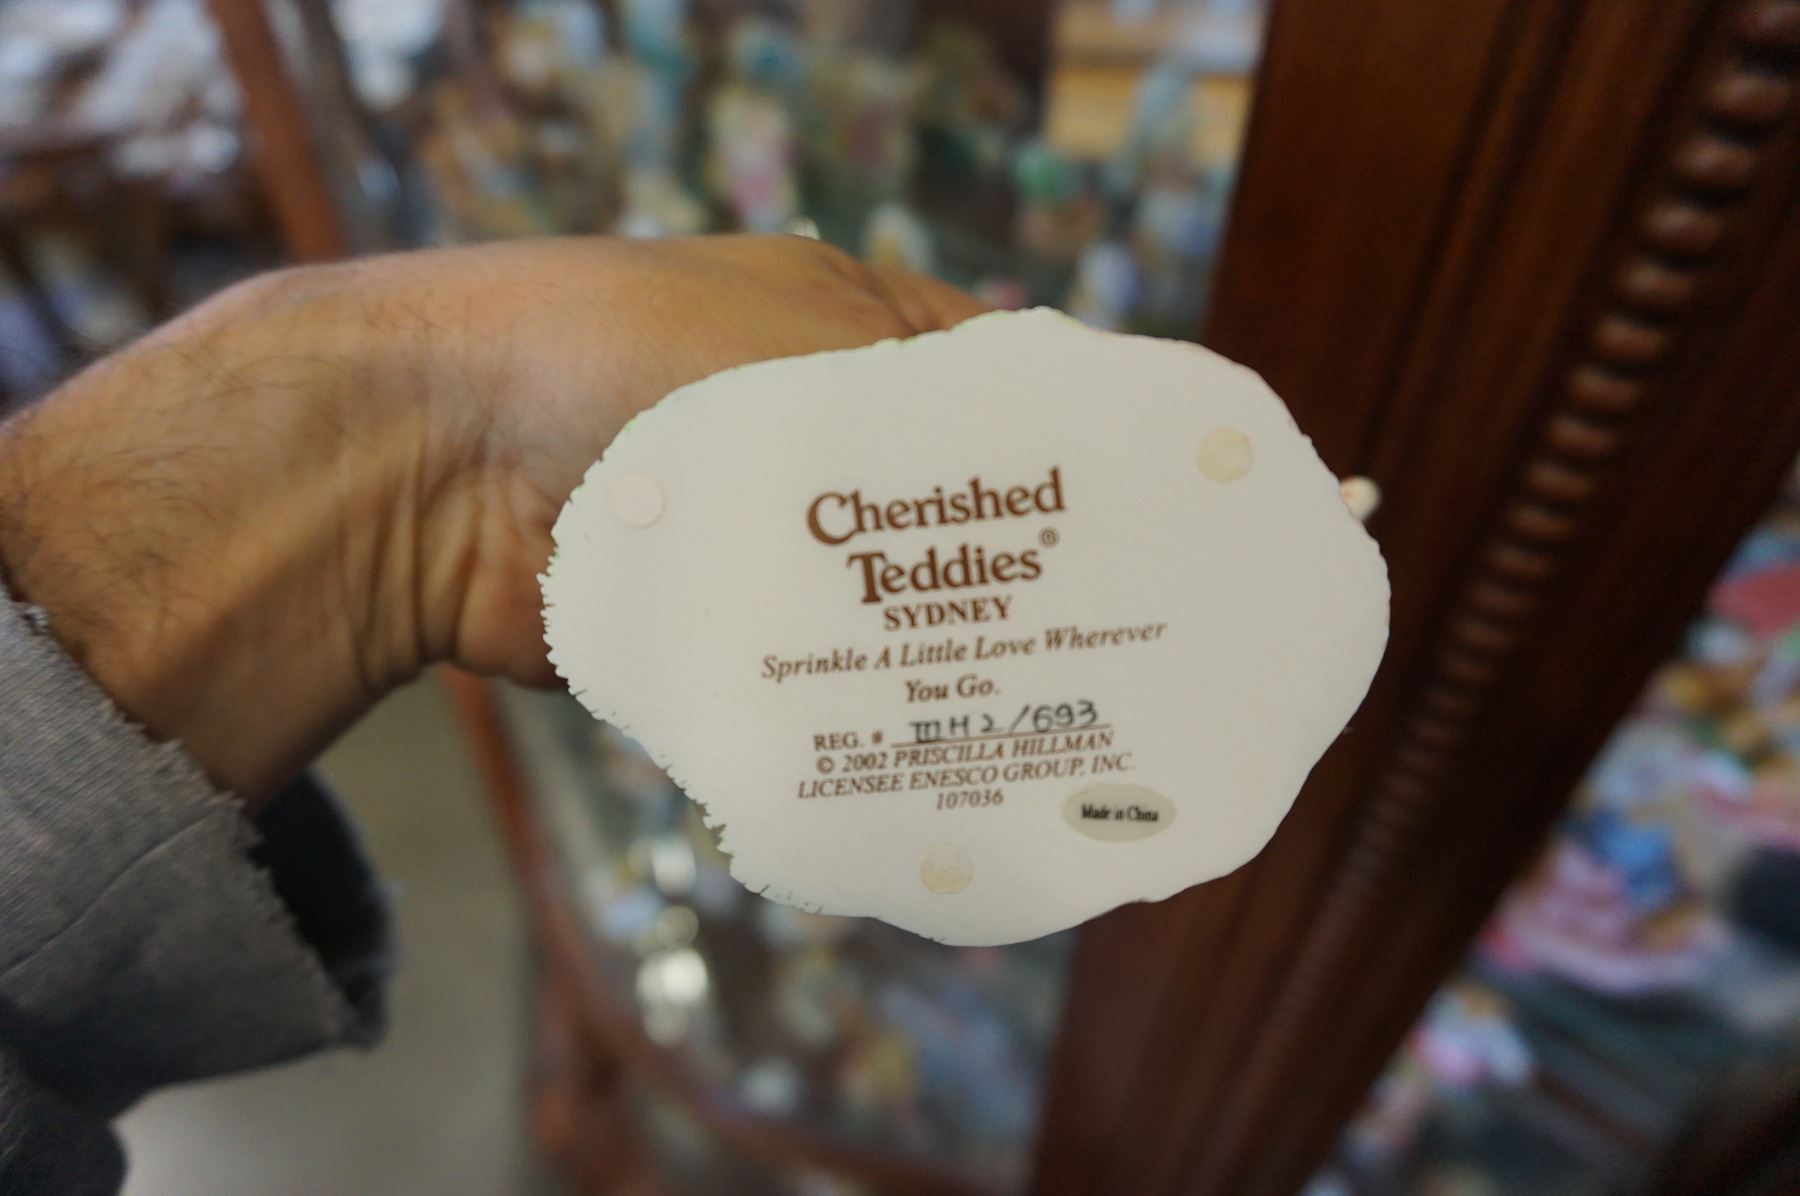 Cherished
Teddies®
SYDNEY
Sprinkle A Little Love Wherever
You Go.
REG. # IIIH2/693
© 2002 PRISCILLA HILLMAN
LICENSEE ENESCO GROUP, INC.
107036
Made in China